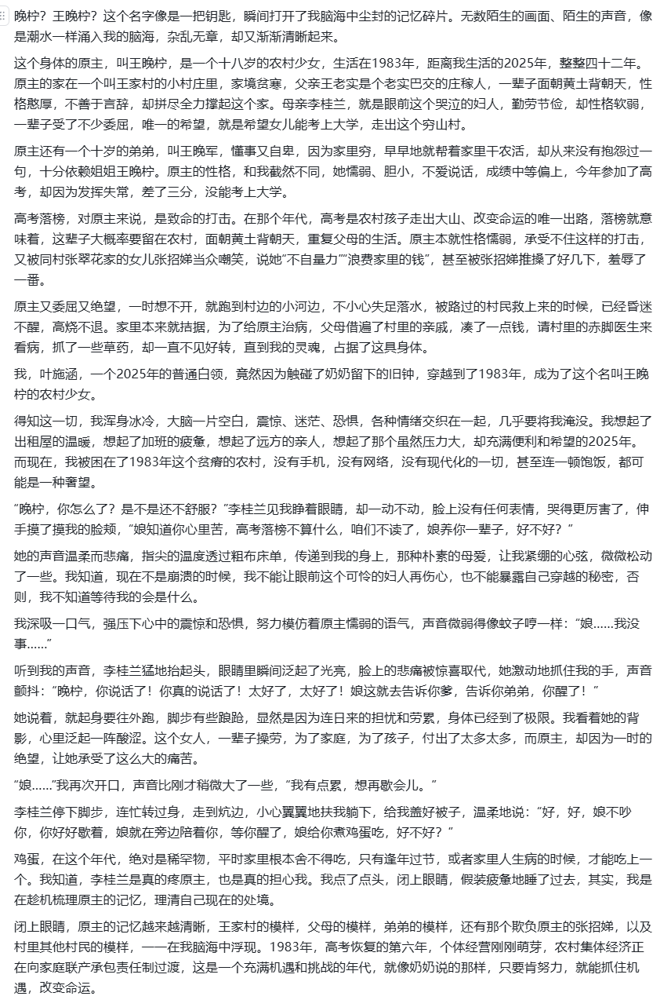 晚柠？王晚柠？这个名字像是一把钥匙，瞬间打开了我脑海中尘封的记忆碎片。无数陌生的画面、陌生的声音，像
是潮水一样涌入我的脑海，杂乱无章，却又渐渐清晰起来。
这个身体的原主，叫王晚柠，是一个十八岁的农村少女，生活在1983年，距离我生活的2025年，整整四十二年。
原主的家在一个叫王家村的小村庄里，家境贫寒，父亲王老实是个老实巴交的庄稼人，一辈子面朝黄土背朝天，性
格憨厚，不善于言辞，却拼尽全力撑起这个家。母亲李桂兰，就是眼前这个哭泣的妇人，勤劳节俭，却性格软弱，
一辈子受了不少委屈，唯一的希望，就是希望女儿能考上大学，走出这个穷山村。
原主还有一个十岁的弟弟，叫王晚军，懂事又自卑，因为家里穷，早早地就帮着家里干农活，却从来没有抱怨过一
句，十分依赖姐姐王晚柠。原主的性格，和我截然不同，她懦弱、胆小，不爱说话，成绩中等偏上，今年参加了高
考，却因为发挥失常，差了三分，没能考上大学。
高考落榜，对原主来说，是致命的打击。在那个年代，高考是农村孩子走出大山、改变命运的唯一出路，落榜就意
味着，这辈子大概率要留在农村，面朝黄土背朝天，重复父母的生活。原主本就性格懦弱，承受不住这样的打击，
又被同村张翠花家的女儿张招娣当众嘲笑，说她“不自量力”“浪费家里的钱”，甚至被张招娣推搡了好几下，羞辱了
一番。
原主又委屈又绝望，一时想不开，就跑到村边的小河边，不小心失足落水，被路过的村民救上来的时候，已经昏迷
不醒，高烧不退。家里本来就拮据，为了给原主治病，父母借遍了村里的亲戚，凑了一点钱，请村里的赤脚医生来
看病，抓了一些草药，却一直不见好转，直到我的灵魂，占据了这具身体。
我，叶施涵，一个2025年的普通白领，竟然因为触碰了奶奶留下的旧钟，穿越到了1983年，成为了这个名叫王晚
柠的农村少女。
得知这一切，我浑身冰冷，大脑一片空白，震惊、迷茫、恐惧，各种情绪交织在一起，几乎要将我淹没。我想起了
出租屋的温暖，想起了加班的疲惫，想起了远方的亲人，想起了那个虽然压力大，却充满便利和希望的2025年。
而现在，我被困在了1983年这个贫瘠的农村，没有手机，没有网络，没有现代化的一切，甚至连一顿饱饭，都可
能是一种奢望。
“晚柠，你怎么了？是不是还不舒服？”李桂兰见我睁着眼睛，却一动不动，脸上没有任何表情，哭得更厉害了，伸
手摸了摸我的脸颊，“娘知道你心里苦，高考落榜不算什么，咱们不读了，娘养你一辈子，好不好？”
她的声音温柔而悲痛，指尖的温度透过粗布床单，传递到我的身上，那种朴素的母爱，让我紧绷的心弦，微微松动
了一些。我知道，现在不是崩溃的时候，我不能让眼前这个可怜的妇人再伤心，也不能暴露自己穿越的秘密，否
则，我不知道等待我的会是什么。
我深吸一口气，强压下心中的震惊和恐惧，努力模仿着原主懦弱的语气，声音微弱得像蚊子哼一样：“娘……我没
事……”
听到我的声音，李桂兰猛地抬起头，眼睛里瞬间泛起了光亮，脸上的悲痛被惊喜取代，她激动地抓住我的手，声音
颤抖：“晚柠，你说话了！你真的说话了！太好了，太好了！娘这就去告诉你爹，告诉你弟弟，你醒了！”
她说着，就起身要往外跑，脚步有些踉跄，显然是因为连日来的担忧和劳累，身体已经到了极限。我看着她的背
影，心里泛起一阵酸涩。这个女人，一辈子操劳，为了家庭，为了孩子，付出了太多太多，而原主，却因为一时的
绝望，让她承受了这么大的痛苦。
“娘……”我再次开口，声音比刚才稍微大了一些，“我有点累，想再歇会儿。”
李桂兰停下脚步，连忙转过身，走到炕边，小心翼翼地扶我躺下，给我盖好被子，温柔地说：“好，好，娘不吵
你，你好好歇着，娘就在旁边陪着你，等你醒了，娘给你煮鸡蛋吃，好不好？”
鸡蛋，在这个年代，绝对是稀罕物，平时家里根本舍不得吃，只有逢年过节，或者家里人生病的时候，才能吃上一
个。我知道，李桂兰是真的疼原主，也是真的担心我。我点了点头，闭上眼睛，假装疲惫地睡了过去，其实，我是
在趁机梳理原主的记忆，理清自己现在的处境。
闭上眼睛，原主的记忆越来越清晰，王家村的模样，父母的模样，弟弟的模样，还有那个欺负原主的张招娣，以及
村里其他村民的模样，一一在我脑海中浮现。1983年，高考恢复的第六年，个体经营刚刚萌芽，农村集体经济正
在向家庭联产承包责任制过渡，这是一个充满机遇和挑战的年代，就像奶奶说的那样，只要肯努力，就能抓住机
遇，改变命运。